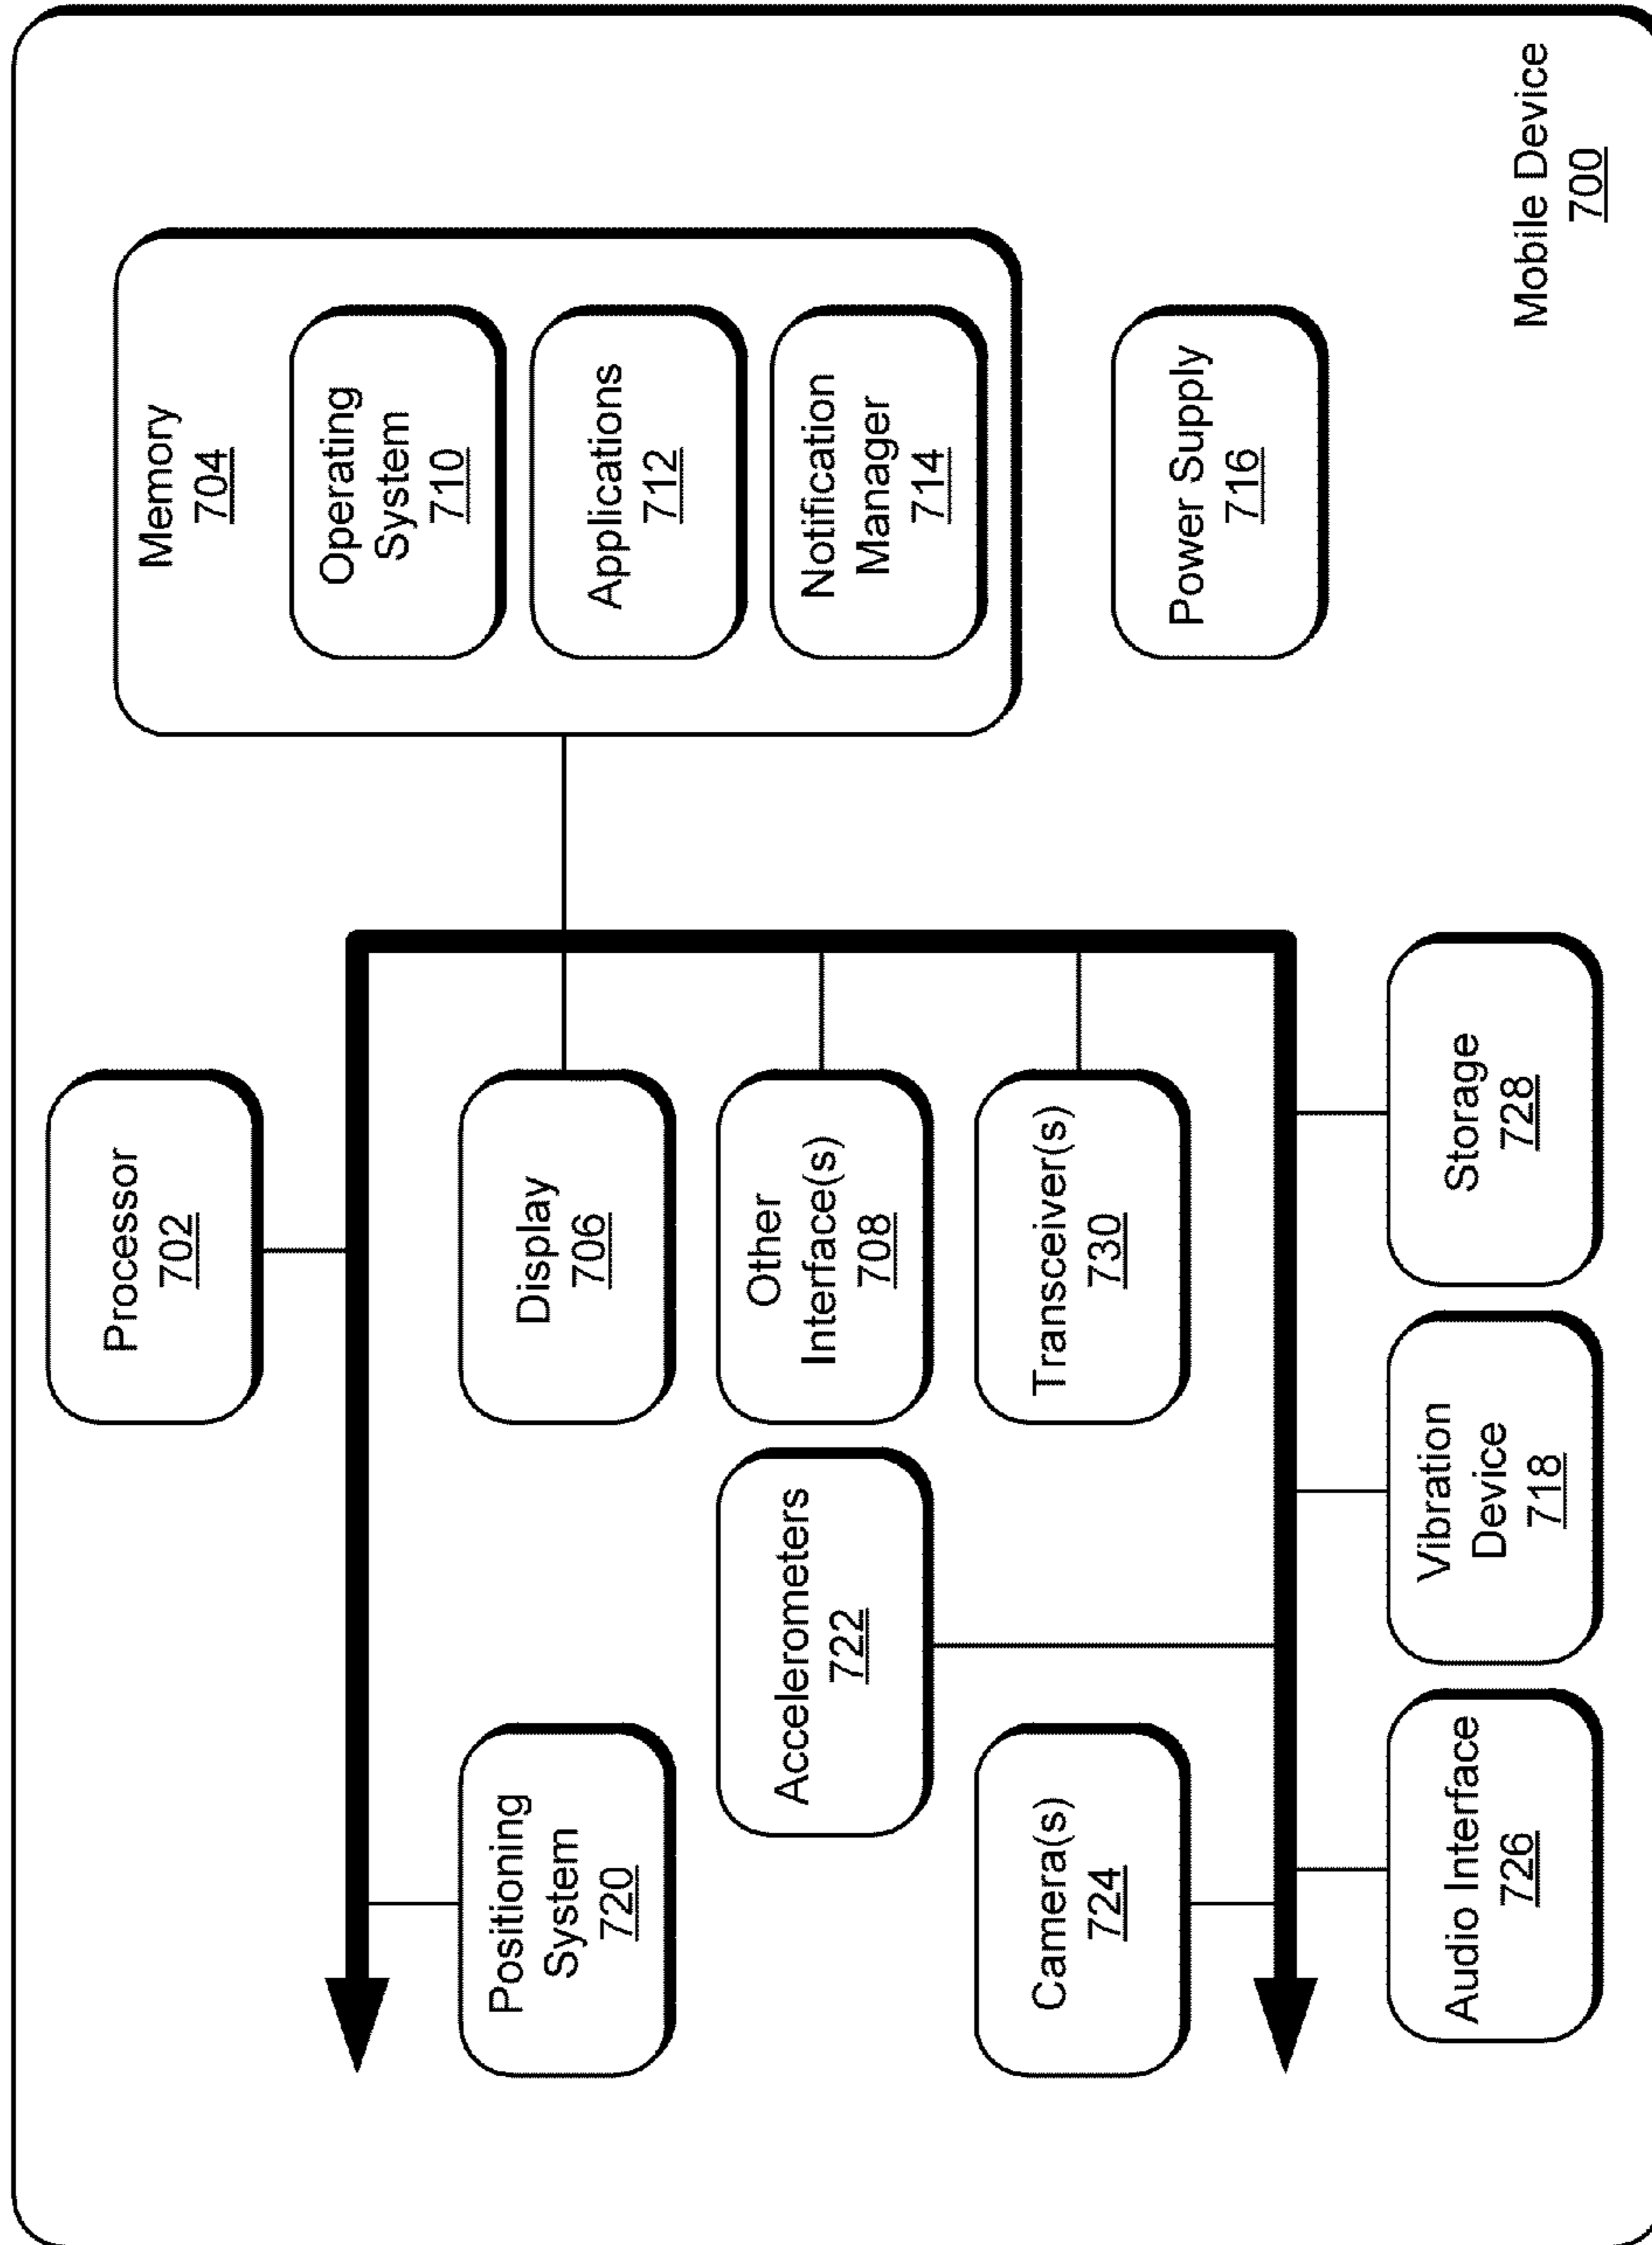 Processor
702
Memory
704
Operating
System
710
Applications
712
Notification
Manager
714
Positioning
System
720
Display
706
Accelerometers
722
Other
Interface(s)
708
Camera(s)
724
Transceiver(s)
730
Power Supply
716
Audio Interface
726
Vibration
Device
718
Storage
728
Mobile Device
700